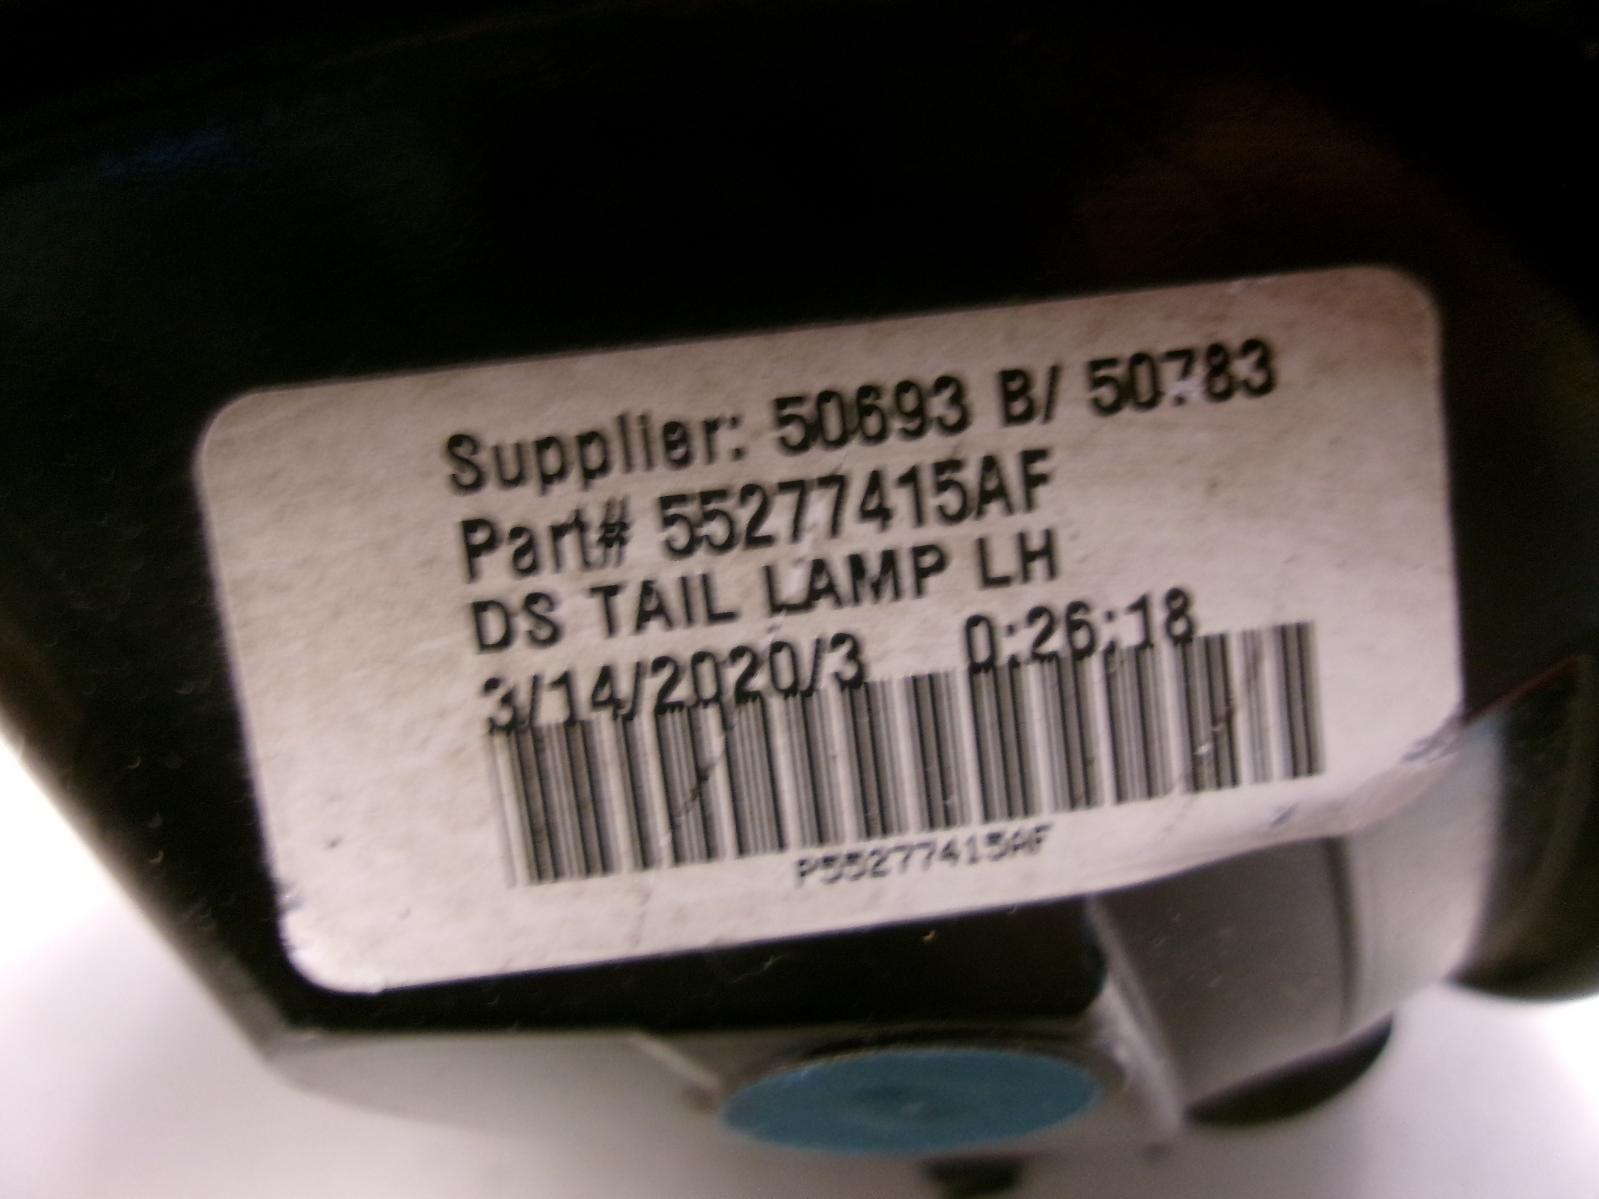 Supplier: 50693 B/ 50783
Part# 55277415AF
DS TAIL LAMP LH
3/14/2020/3 0:26:18
P55277415AF